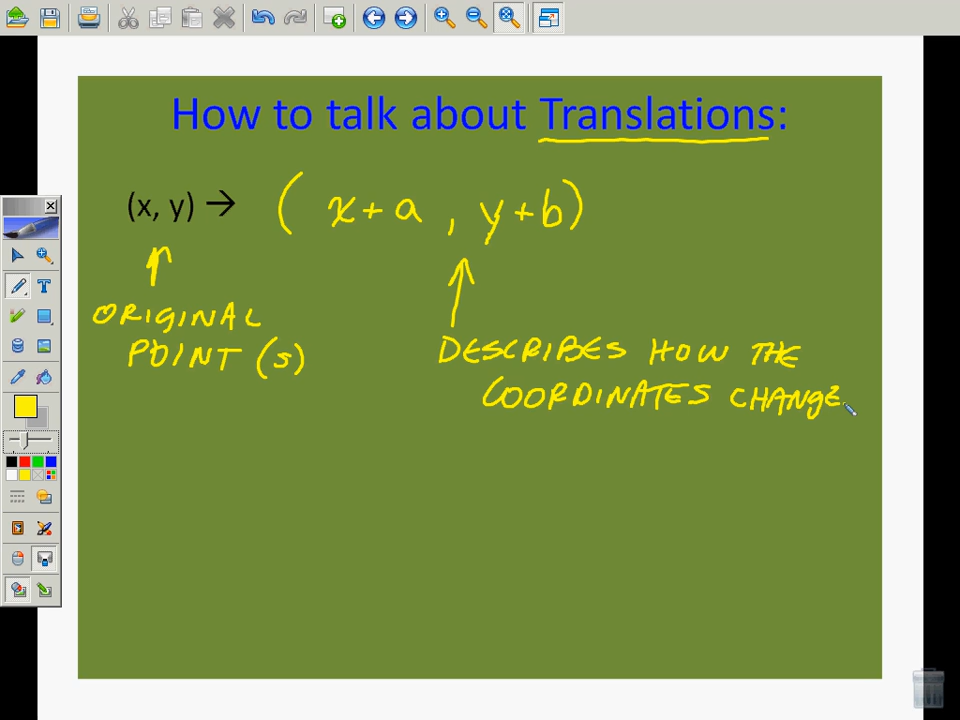 How to talk about Translations:
(x, y) → ( x + a , y + b )
ORIGINAL
POINT (s)
DESCRIBES HOW THE
COORDINATES CHANGE